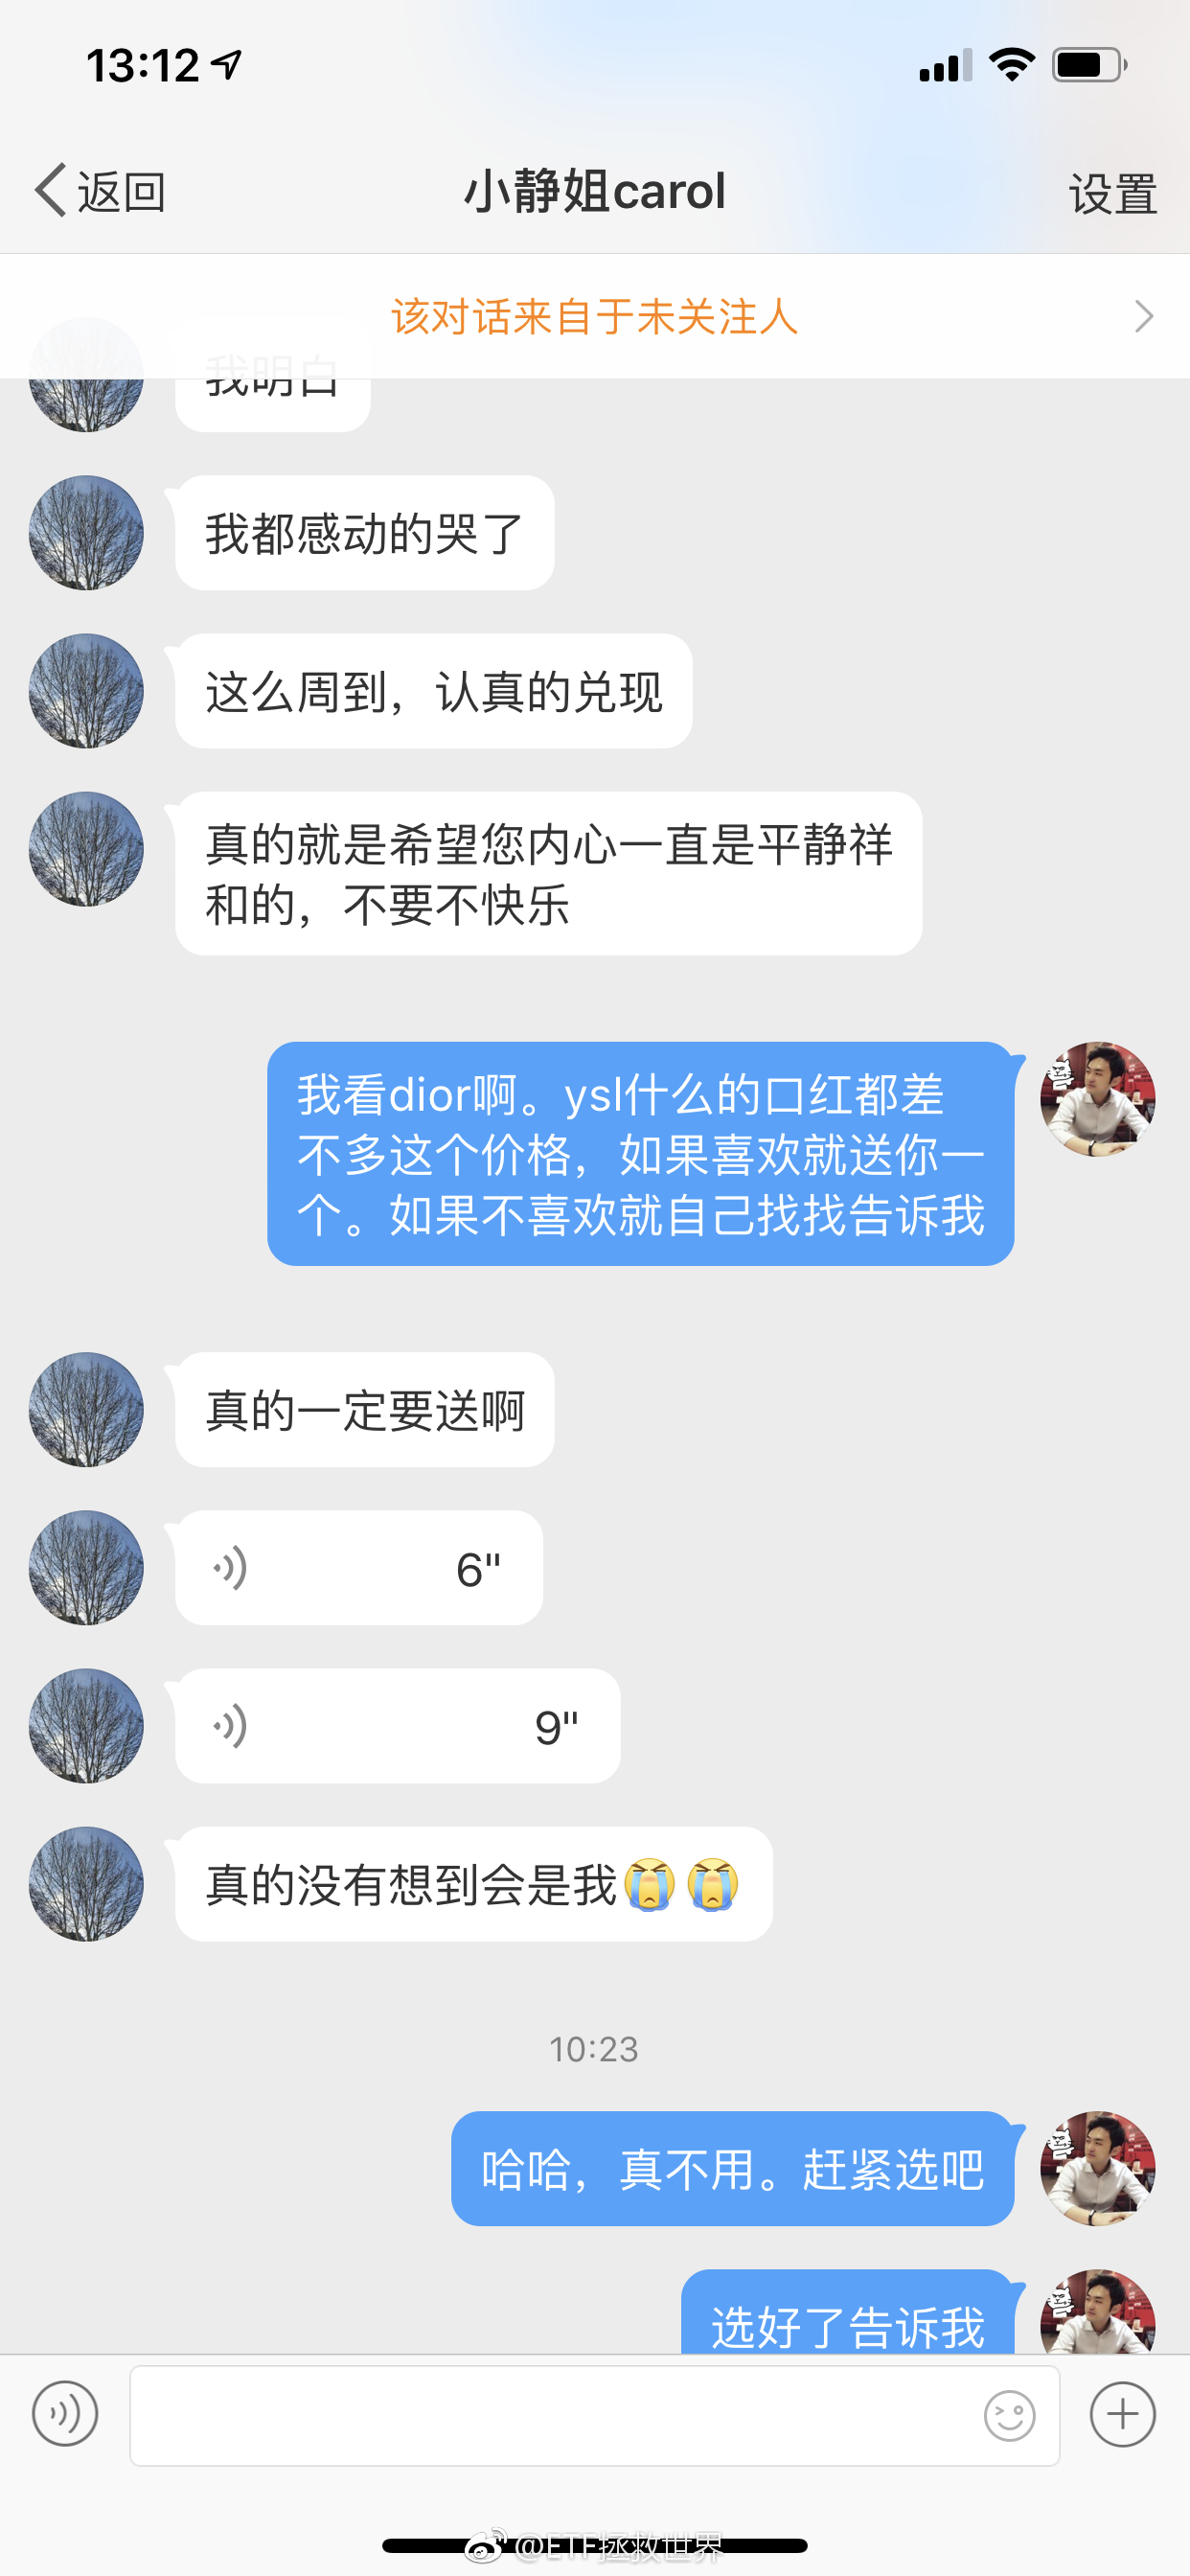 13:12
返回
小静姐carol
设置
该对话来自于未关注人
我明白
我都感动的哭了
这么周到，认真的兑现
真的就是希望您内心一直是平静祥
和的，不要不快乐
我看dior啊。ysl什么的口红都差
不多这个价格，如果喜欢就送你一
个。如果不喜欢就自己找找告诉我
真的一定要送啊
6"
9"
真的没有想到会是我
10:23
哈哈，真不用。赶紧选吧
选好了告诉我
@ETF拯救世界